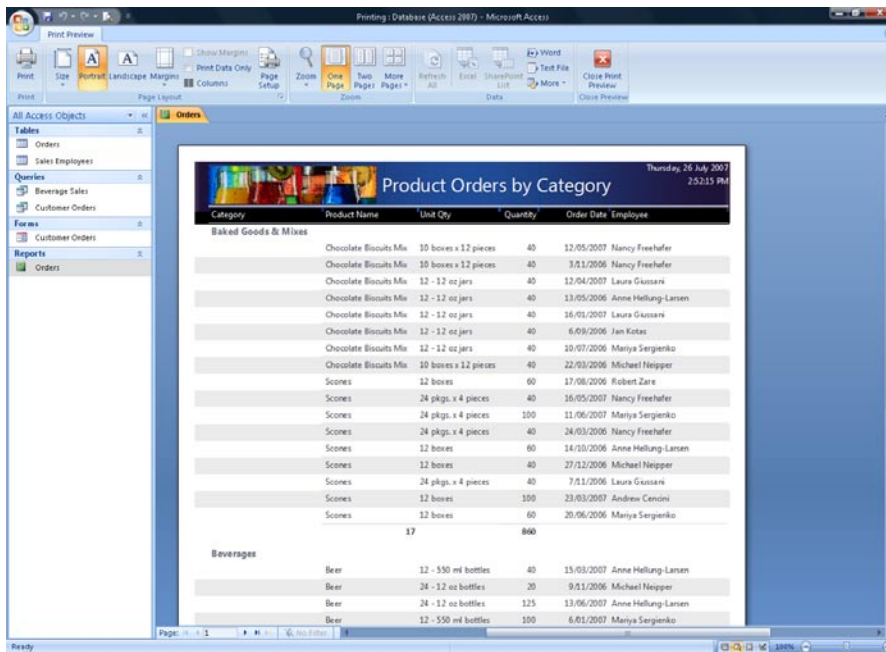 Printing : Database (Access 2007) - Microsoft Access
Print Preview
Print
Size
Portrait
Landscape
Margins
Show Margins
Print Data Only
Columns
Page Setup
Zoom
One Page
Two Pages
More Pages
Refresh All
Excel
SharePoint List
Word
Text File
More
Close Print Preview
Print
Page Layout
Zoom
Data
Close Preview
All Access Objects
Tables
Orders
Sales Employees
Queries
Beverage Sales
Customer Orders
Forms
Customer Orders
Reports
Orders
Orders
Thursday, 26 July 2007
2:52:15 PM
Product Orders by Category
Category Product Name Unit Qty Quantity Order Date Employee
Baked Goods & Mixes
Chocolate Biscuits Mix 10 boxes x 12 pieces 40 12/05/2007 Nancy Freehafer
Chocolate Biscuits Mix 10 boxes x 12 pieces 40 3/11/2006 Nancy Freehafer
Chocolate Biscuits Mix 12 - 12 oz jars 40 12/04/2007 Laura Giussani
Chocolate Biscuits Mix 12 - 12 oz jars 40 13/05/2006 Anne Hellung-Larsen
Chocolate Biscuits Mix 12 - 12 oz jars 40 16/01/2007 Laura Giussani
Chocolate Biscuits Mix 12 - 12 oz jars 40 6/09/2006 Jan Kotas
Chocolate Biscuits Mix 12 - 12 oz jars 40 10/07/2006 Mariya Sergienko
Chocolate Biscuits Mix 10 boxes x 12 pieces 40 22/03/2006 Michael Neipper
Scones 12 boxes 60 17/08/2006 Robert Zare
Scones 24 pkgs. x 4 pieces 40 16/05/2007 Nancy Freehafer
Scones 24 pkgs. x 4 pieces 100 11/06/2007 Mariya Sergienko
Scones 24 pkgs. x 4 pieces 40 24/03/2006 Nancy Freehafer
Scones 12 boxes 60 14/10/2006 Anne Hellung-Larsen
Scones 12 boxes 40 27/12/2006 Michael Neipper
Scones 24 pkgs. x 4 pieces 40 7/11/2006 Laura Giussani
Scones 12 boxes 100 23/03/2007 Andrew Cencini
Scones 12 boxes 60 20/06/2006 Mariya Sergienko
17 860
Beverages
Beer 12 - 550 ml bottles 40 15/03/2007 Anne Hellung-Larsen
Beer 24 - 12 oz bottles 20 9/11/2006 Michael Neipper
Beer 24 - 12 oz bottles 125 13/06/2007 Anne Hellung-Larsen
Beer 12 - 550 ml bottles 100 6/01/2007 Mariya Sergienko
Page: 1 No Filter
Ready 100%